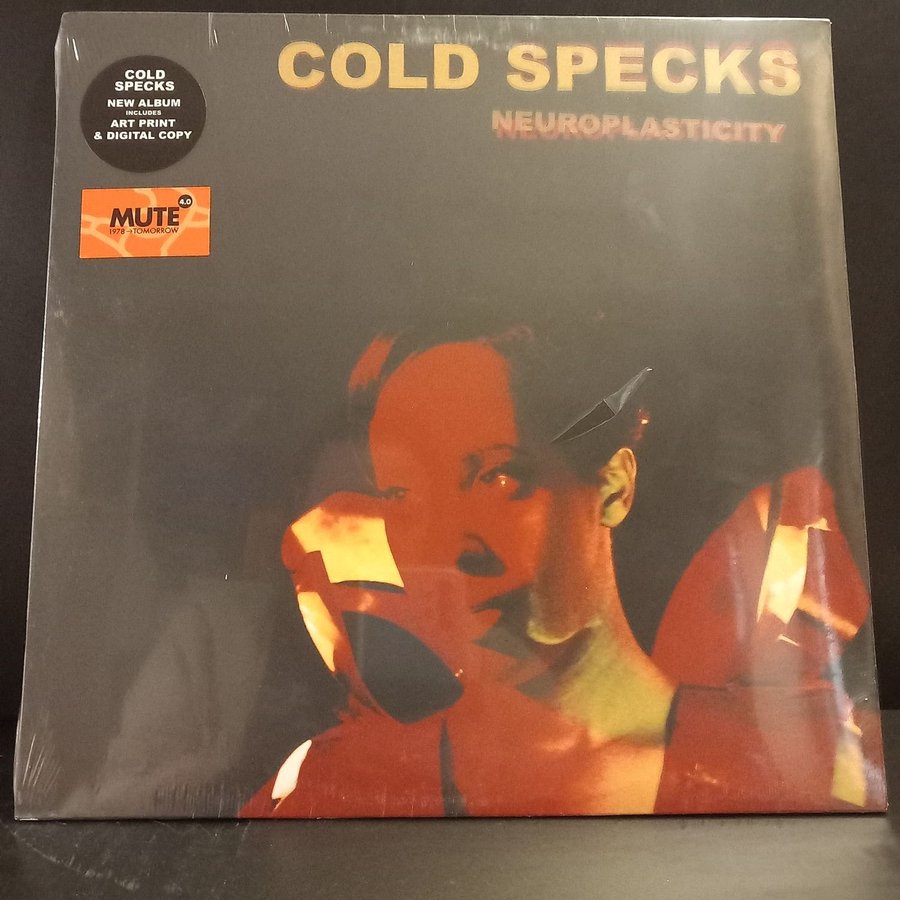 COLD SPECKS
NEUROPLASTICITY
COLD
SPECKS
NEW ALBUM
INCLUDES
ART PRINT
& DIGITAL COPY
MUTE 4.0
1978→TOMORROW